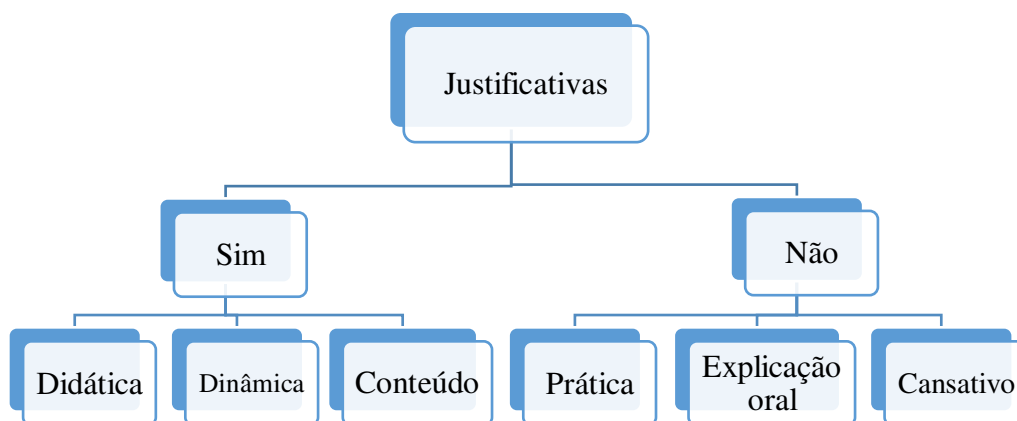 Justificativas
Sim
Não
Didática
Dinâmica
Conteúdo
Prática
Explicação
oral
Cansativo